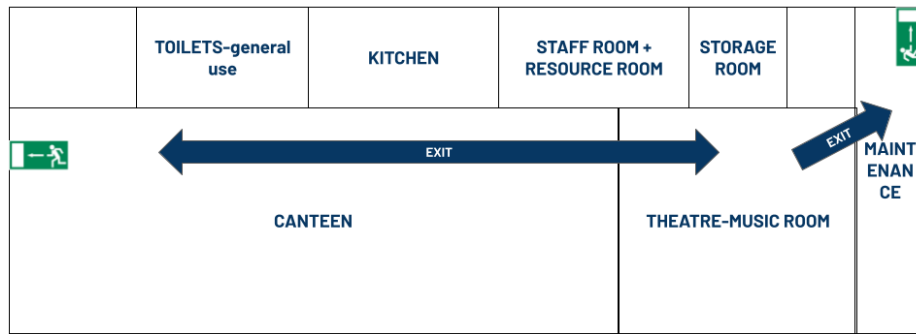 TOILETS-general
use
KITCHEN
STAFF ROOM +
RESOURCE ROOM
STORAGE
ROOM
EXIT
EXIT
MAINT
ENAN
CE
CANTEEN
THEATRE-MUSIC ROOM